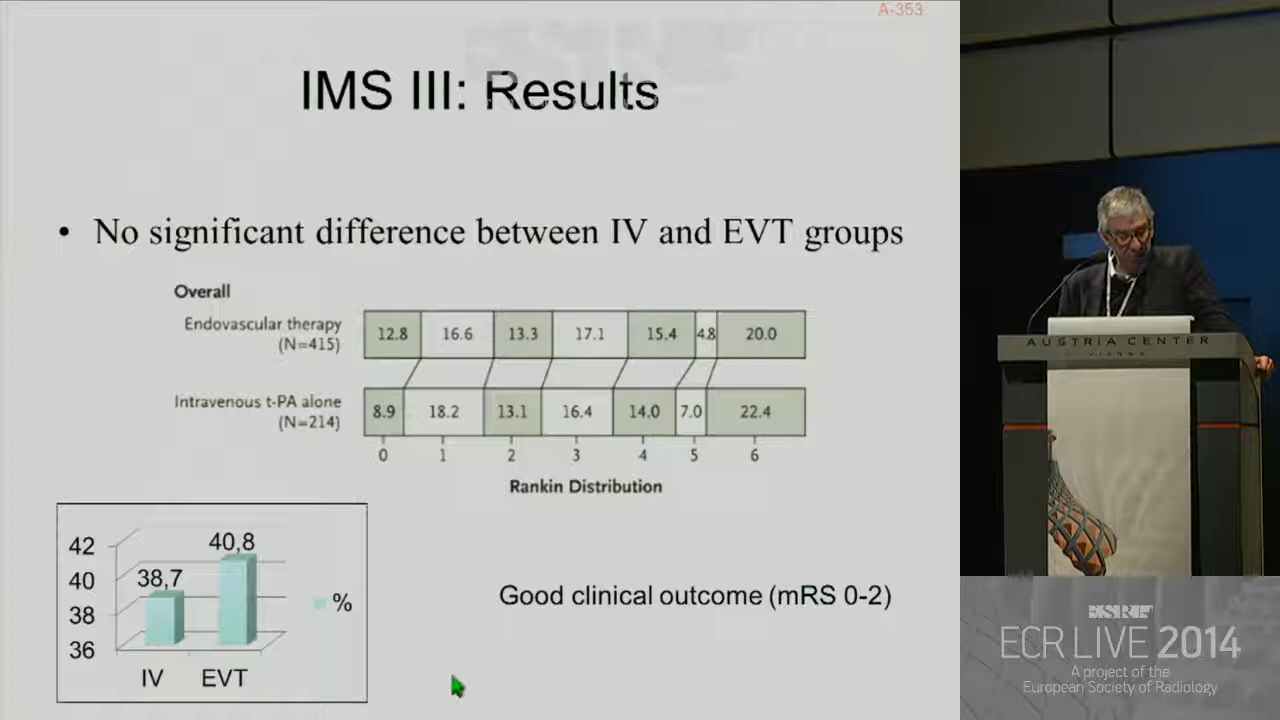 A-353
IMS III: Results
• No significant difference between IV and EVT groups
Overall
Endovascular therapy
(N=415)
12.8 16.6 13.3 17.1 15.4 4.8 20.0
Intravenous t-PA alone
(N=214)
8.9 18.2 13.1 16.4 14.0 7.0 22.4
0 1 2 3 4 5 6
Rankin Distribution
42
40
38
36
38,7
40,8
%
IV EVT
Good clinical outcome (mRS 0-2)
AUSTRIA CENTER
VIENNA
ESR
ECR LIVE 2014
A project of the
European Society of Radiology